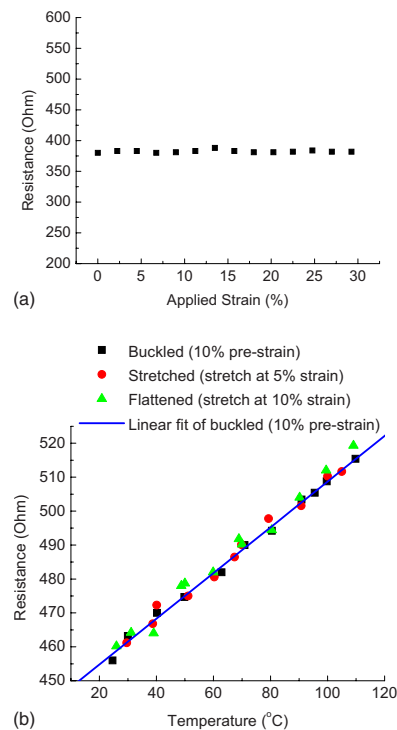 (a)
600
550
500
450
400
350
300
250
200
Resistance (Ohm)
0 5 10 15 20 25 30
Applied Strain (%)
(b)
Buckled (10% pre-strain)
Stretched (stretch at 5% strain)
Flattened (stretch at 10% strain)
Linear fit of buckled (10% pre-strain)
520
510
500
490
480
470
460
450
Resistance (Ohm)
20 40 60 80 100 120
Temperature (°C)